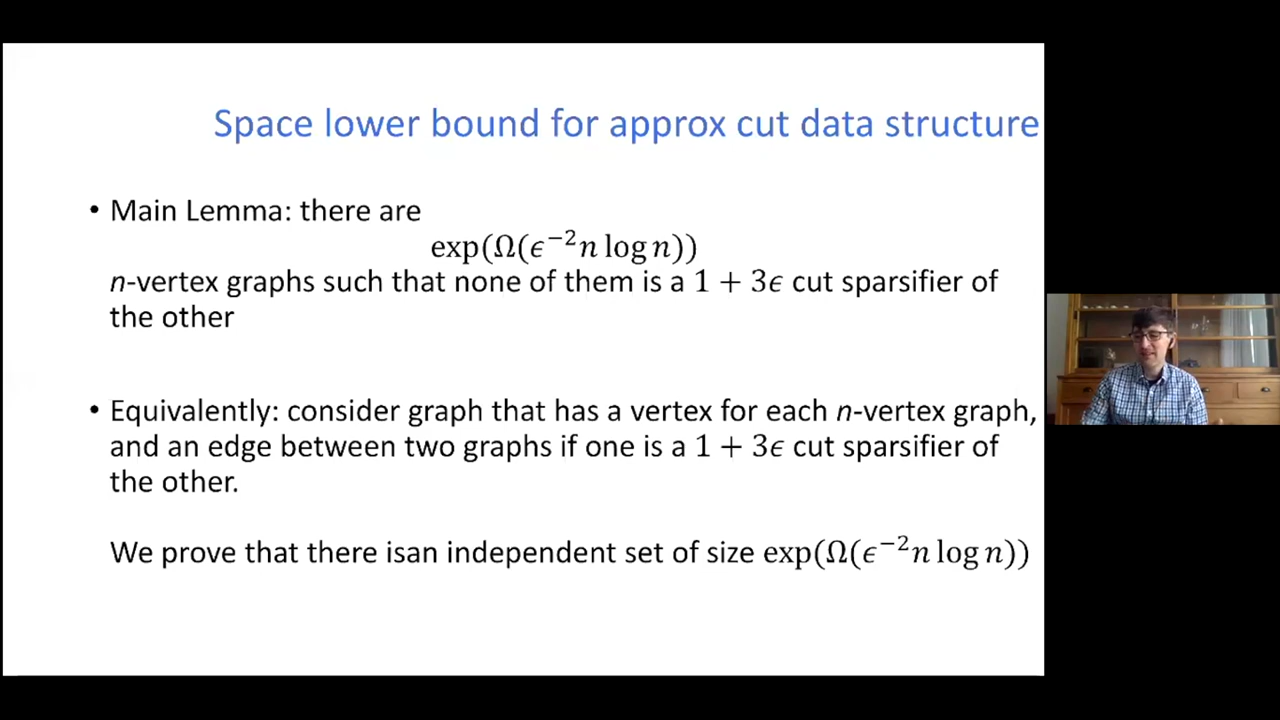 Space lower bound for approx cut data structure
• Main Lemma: there are
exp(Ω(ϵ⁻²n log n))
n-vertex graphs such that none of them is a 1 + 3ϵ cut sparsifier of
the other
• Equivalently: consider graph that has a vertex for each n-vertex graph,
and an edge between two graphs if one is a 1 + 3ϵ cut sparsifier of
the other.
We prove that there isan independent set of size exp(Ω(ϵ⁻²n log n))